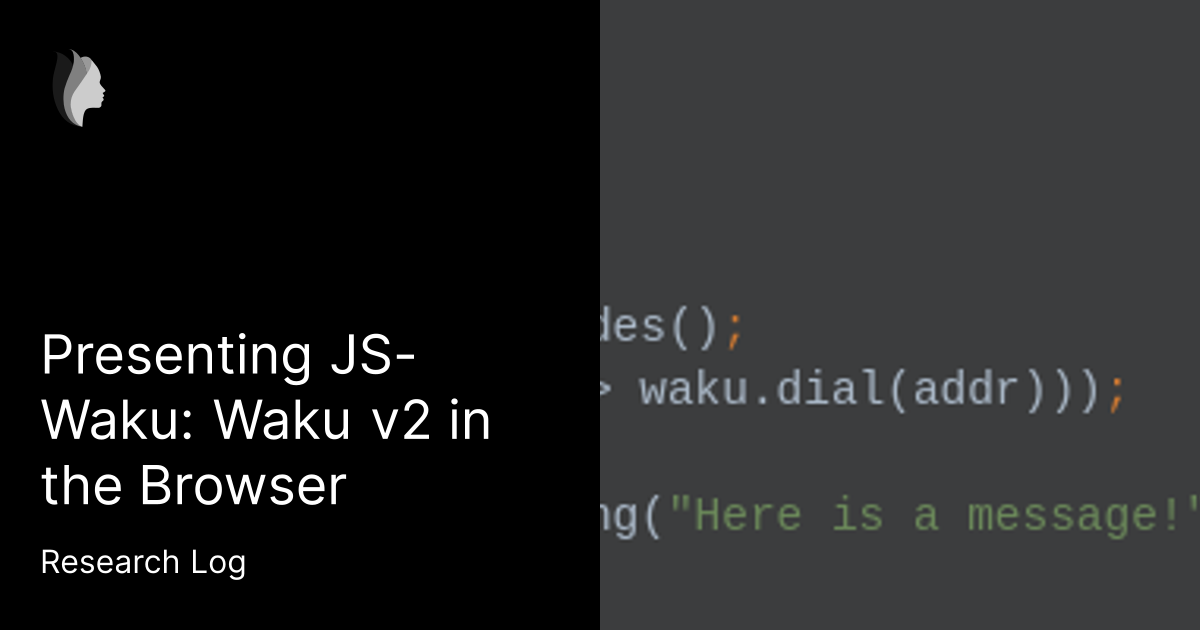 Presenting JS-
Waku: Waku v2 in
the Browser
Research Log
des();
> waku.dial(addr)));
ng("Here is a message!"